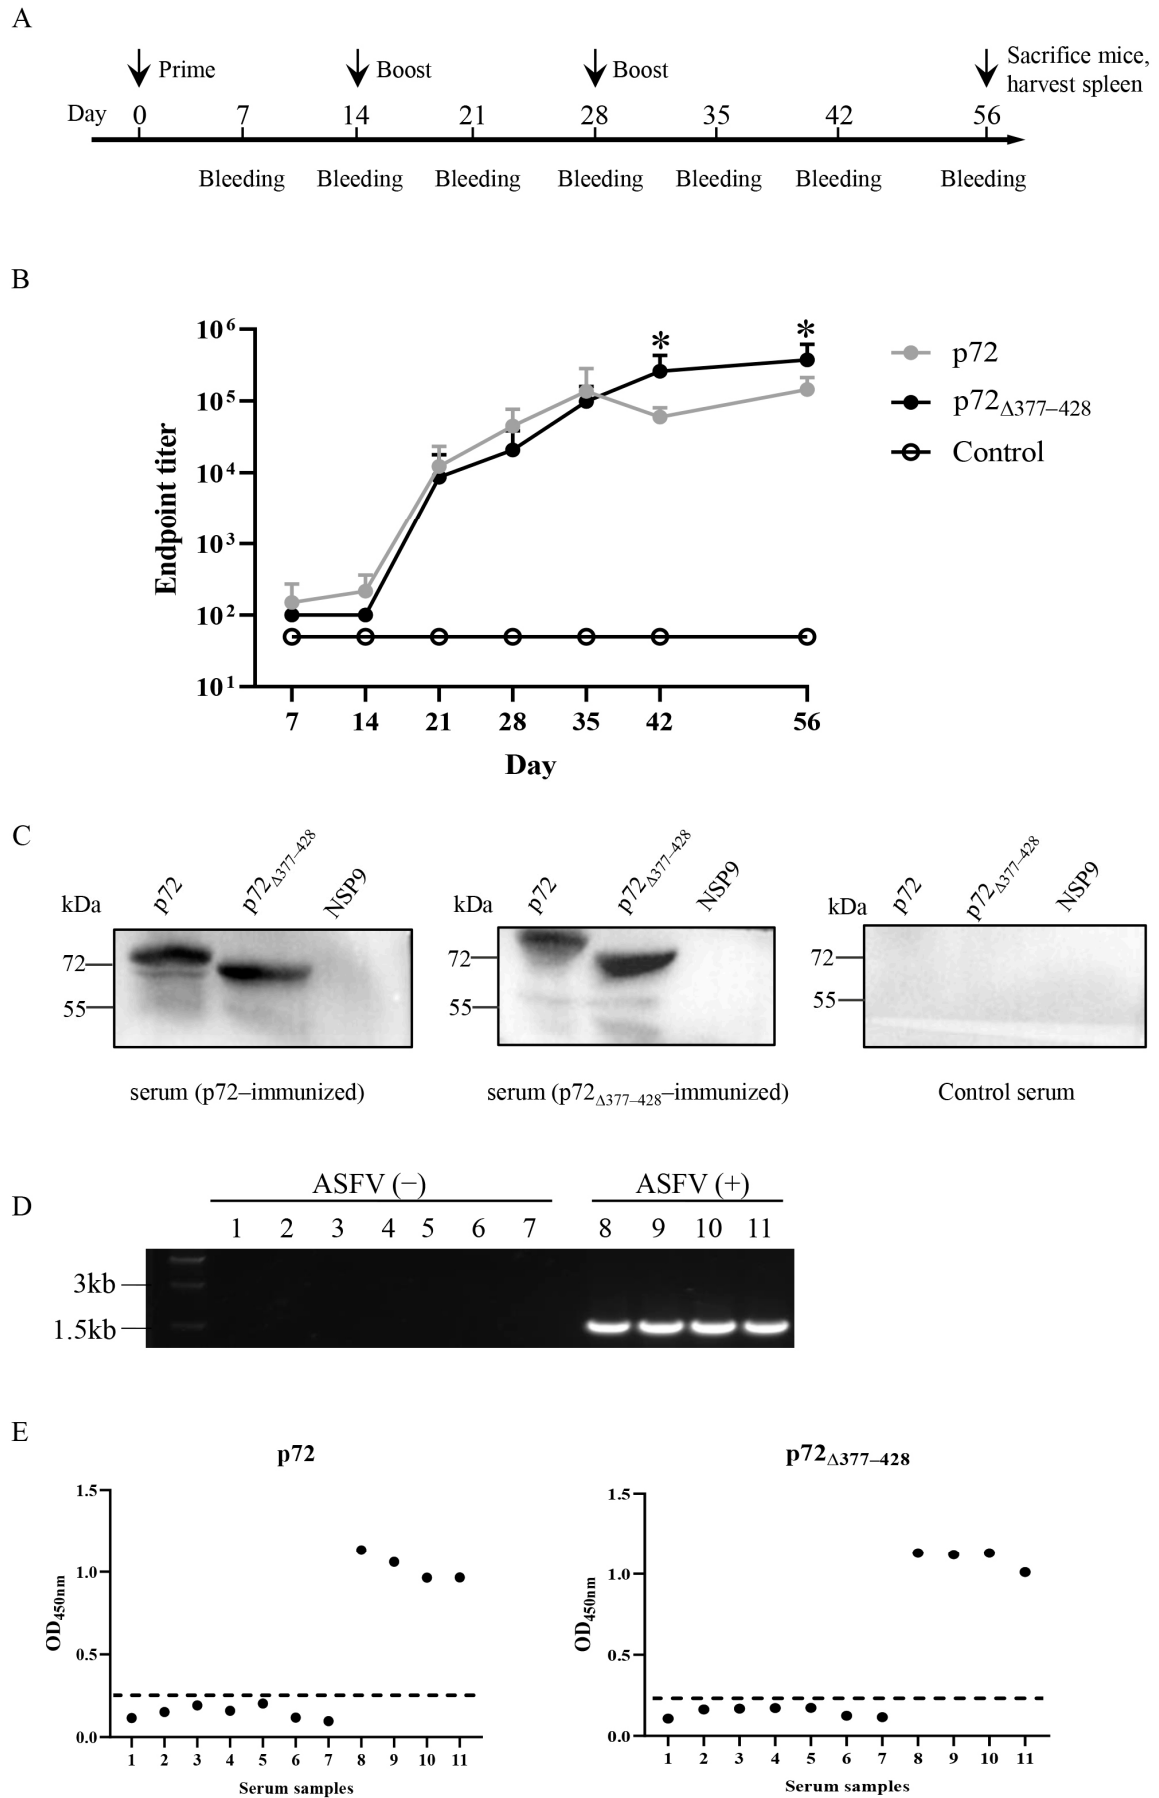 A
Prime
Boost
Boost
Sacrifice mice,
harvest spleen
Day 0 7 14 21 28 35 42 56
Bleeding Bleeding Bleeding Bleeding Bleeding Bleeding Bleeding
B
10⁶
10⁵
10⁴
10³
10²
10¹
Endpoint titer
* *
7 14 21 28 35 42 56
Day
p72
p72Δ377–428
Control
C
kDa p72 p72Δ377–428 NSP9
72
55
serum (p72–immunized)
kDa p72 p72Δ377–428 NSP9
72
55
serum (p72Δ377–428–immunized)
kDa p72 p72Δ377–428 NSP9
72
55
Control serum
D
ASFV (−) ASFV (+)
1 2 3 4 5 6 7 8 9 10 11
3kb
1.5kb
E
p72
1.5
1.0
0.5
0.0
OD450nm
1 2 3 4 5 6 7 8 9 10 11
Serum samples
p72Δ377–428
1.5
1.0
0.5
0.0
OD450nm
1 2 3 4 5 6 7 8 9 10 11
Serum samples